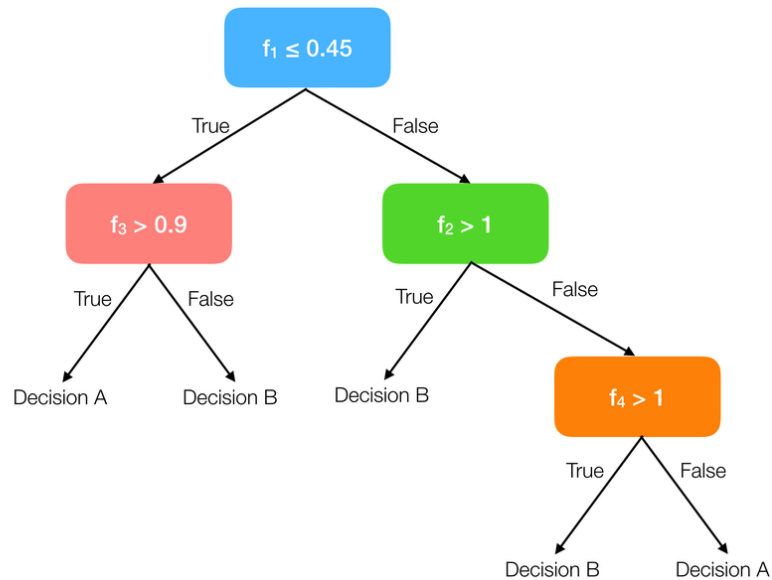 f₁ ≤ 0.45
True
False
f₃ > 0.9
f₂ > 1
True
False
True
False
Decision A
Decision B
Decision B
f₄ > 1
True
False
Decision B
Decision A